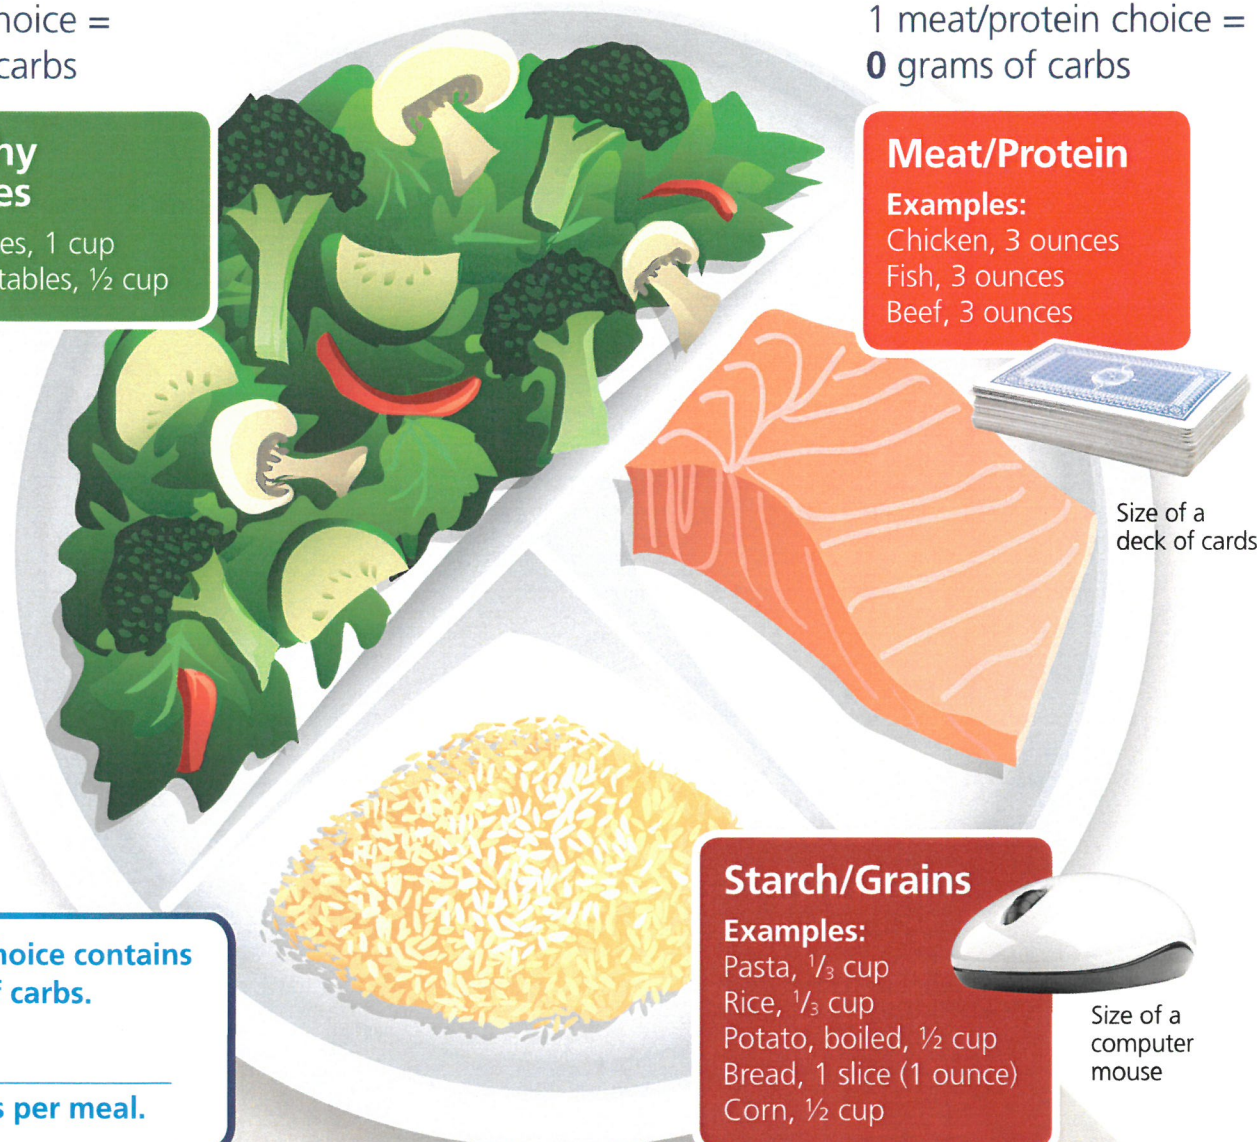 hoice =
carbs
1 meat/protein choice =
0 grams of carbs
hy
es
es, 1 cup
tables, ½ cup
Meat/Protein
Examples:
Chicken, 3 ounces
Fish, 3 ounces
Beef, 3 ounces
Size of a
deck of cards
hoice contains
f carbs.
s per meal.
Starch/Grains
Examples:
Pasta, 1/3 cup
Rice, 1/3 cup
Potato, boiled, ½ cup
Bread, 1 slice (1 ounce)
Corn, ½ cup
Size of a
computer
mouse